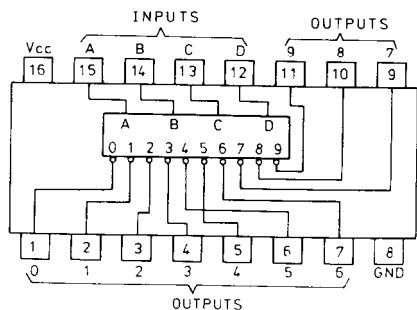 INPUTS OUTPUTS
Vcc A B C D 9 8 7
16 15 14 13 12 11 10 9
A B C D
0 1 2 3 4 5 6 7 8 9
1 2 3 4 5 6 7 8
0 1 2 3 4 5 6 GND
OUTPUTS